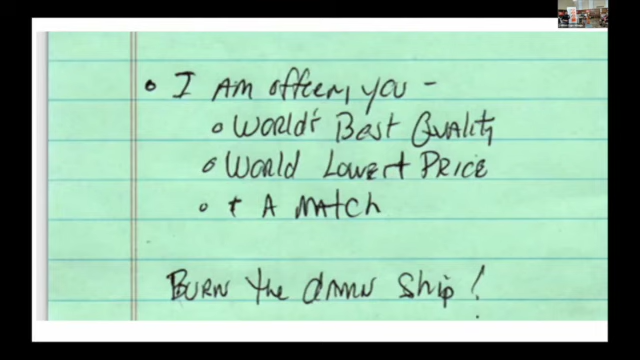 • I Am offering you -
o World's Best Quality
o World Lowest Price
o + A Match
Burn the damn ship!